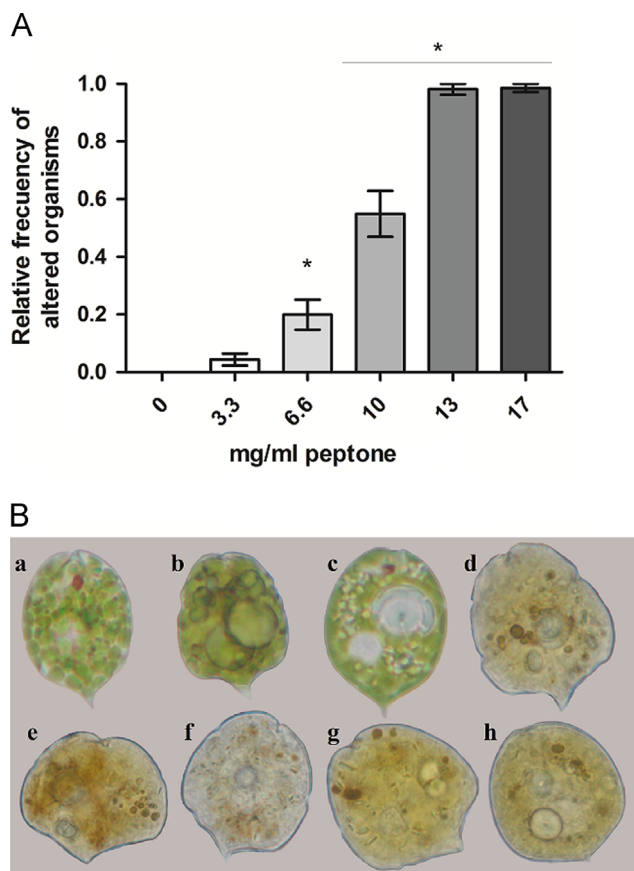 A
*
1.0
0.8
*
0.6
0.4
0.2
0.0
Relative frecuency of
altered organisms
0 3.3 6.6 10 13 17
mg/ml peptone
B
a b c d
e f g h